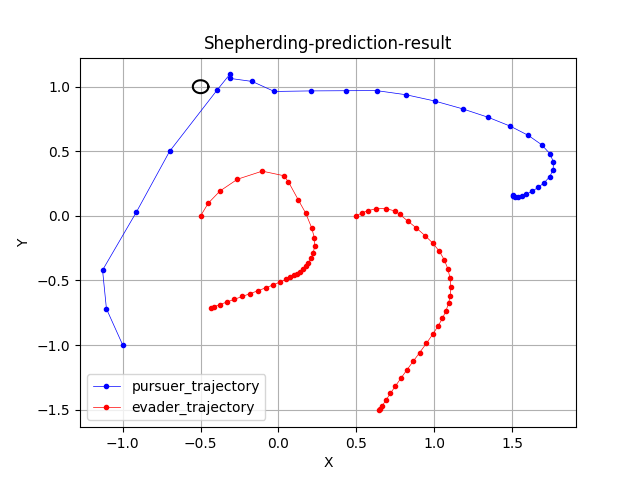 Shepherding-prediction-result
1.0
0.5
0.0
−0.5
−1.0
−1.5
Y
pursuer_trajectory
evader_trajectory
−1.0 −0.5 0.0 0.5 1.0 1.5
X